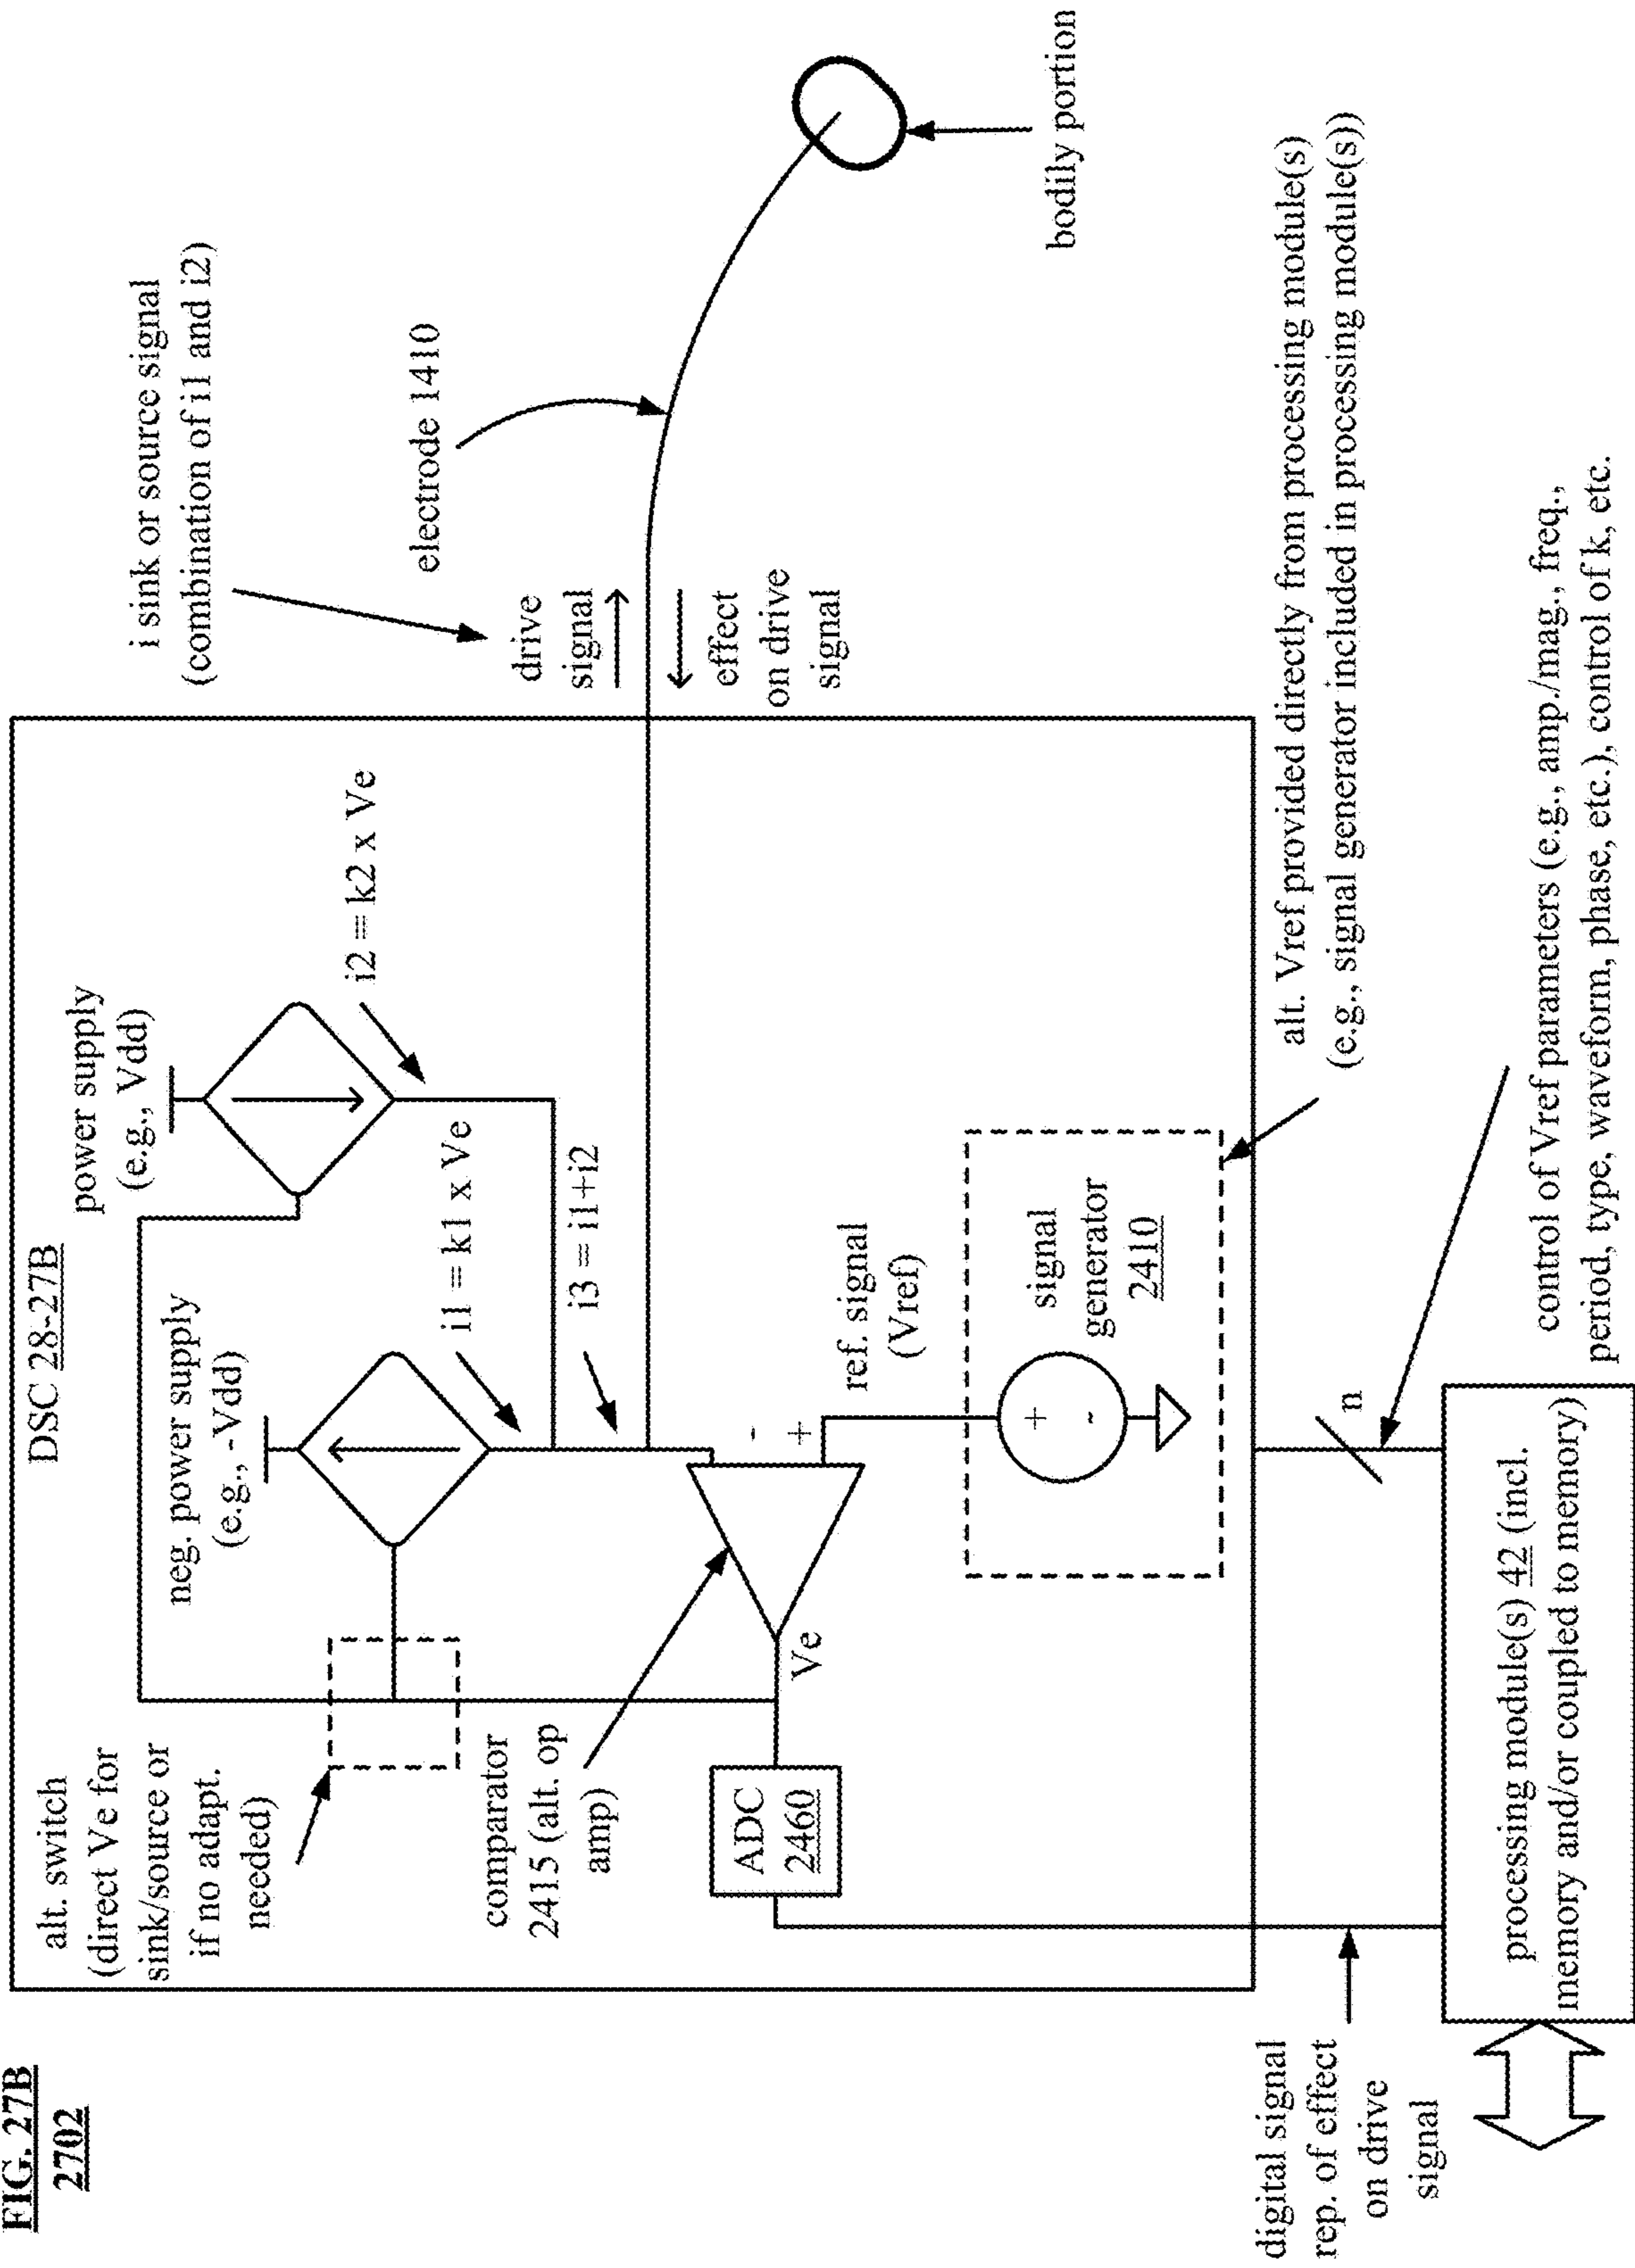 FIG. 27B
2702
DSC 28-27B
alt. switch
(direct Ve for
sink/source or
if no adapt.
needed)
neg. power supply
(e.g., -Vdd)
power supply
(e.g., Vdd)
i1 = k1 x Ve
i2 = k2 x Ve
i3 = i1+i2
i sink or source signal
(combination of i1 and i2)
drive
signal
effect
on drive
signal
electrode 1410
bodily portion
comparator
2415 (alt. op
amp)
-
+
Ve
ADC
2460
ref. signal
(Vref)
+
-
signal
generator
2410
alt. Vref provided directly from processing module(s)
(e.g., signal generator included in processing module(s))
digital signal
rep. of effect
on drive
signal
n
control of Vref parameters (e.g., amp./mag., freq.,
period, type, waveform, phase, etc.), control of k, etc.
processing module(s) 42 (incl.
memory and/or coupled to memory)